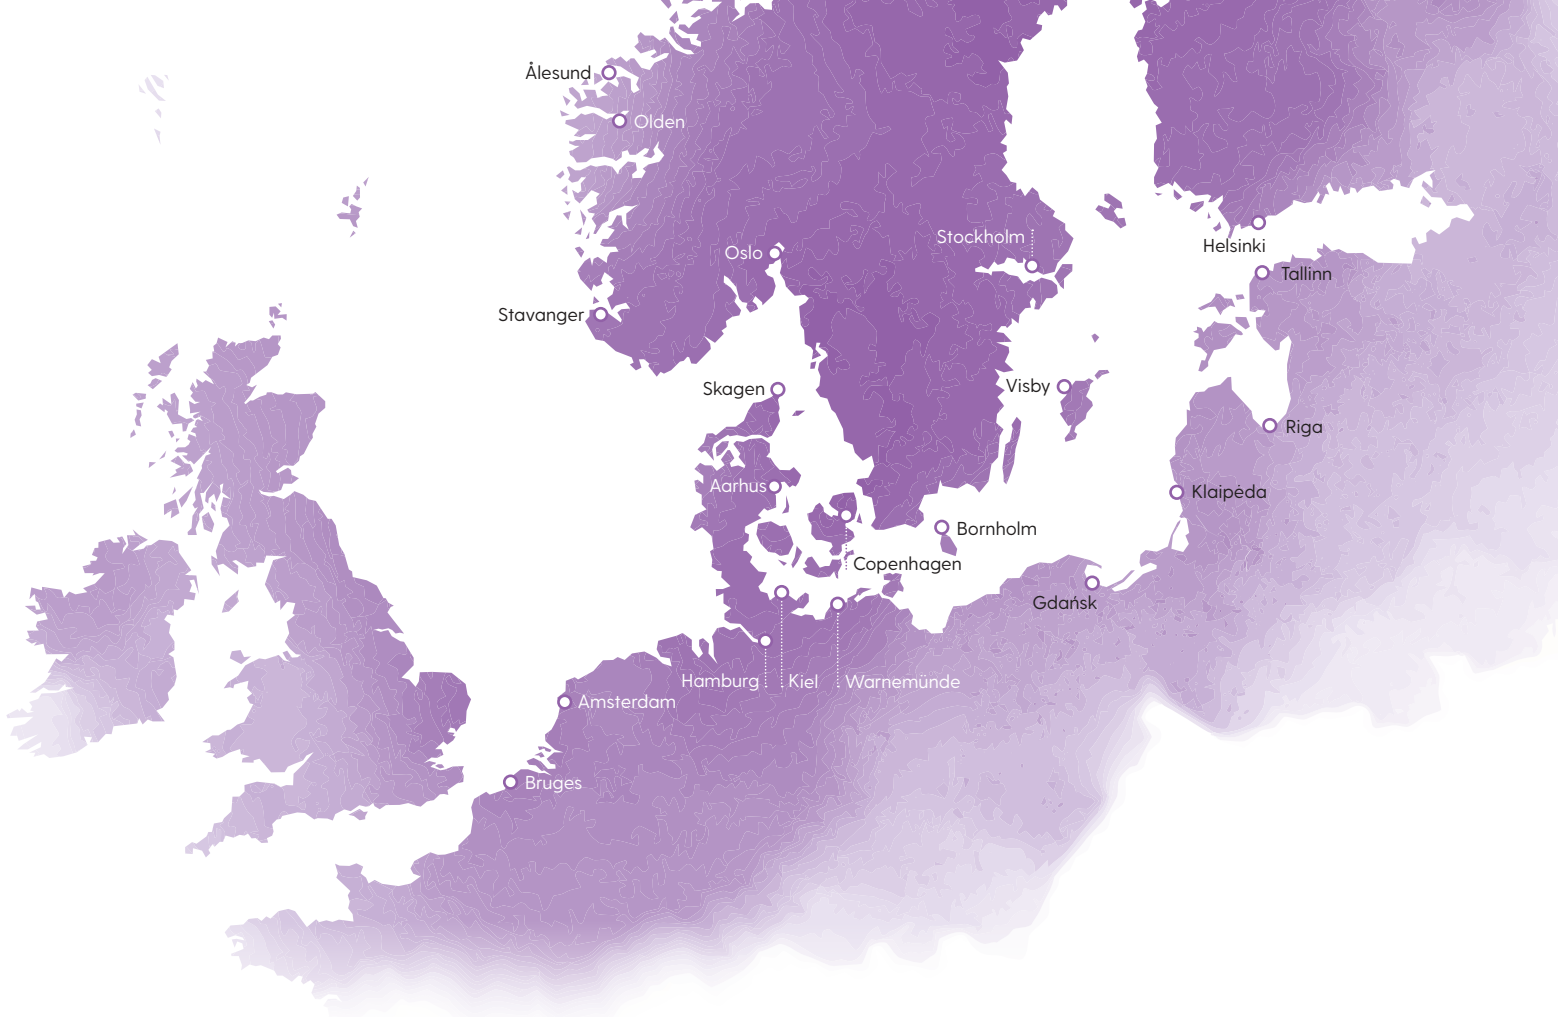 Ålesund
Olden
Stockholm
Helsinki
Oslo
Tallinn
Stavanger
Skagen
Visby
Riga
Aarhus
Klaipėda
Bornholm
Copenhagen
Gdańsk
Hamburg
Kiel
Warnemünde
Amsterdam
Bruges